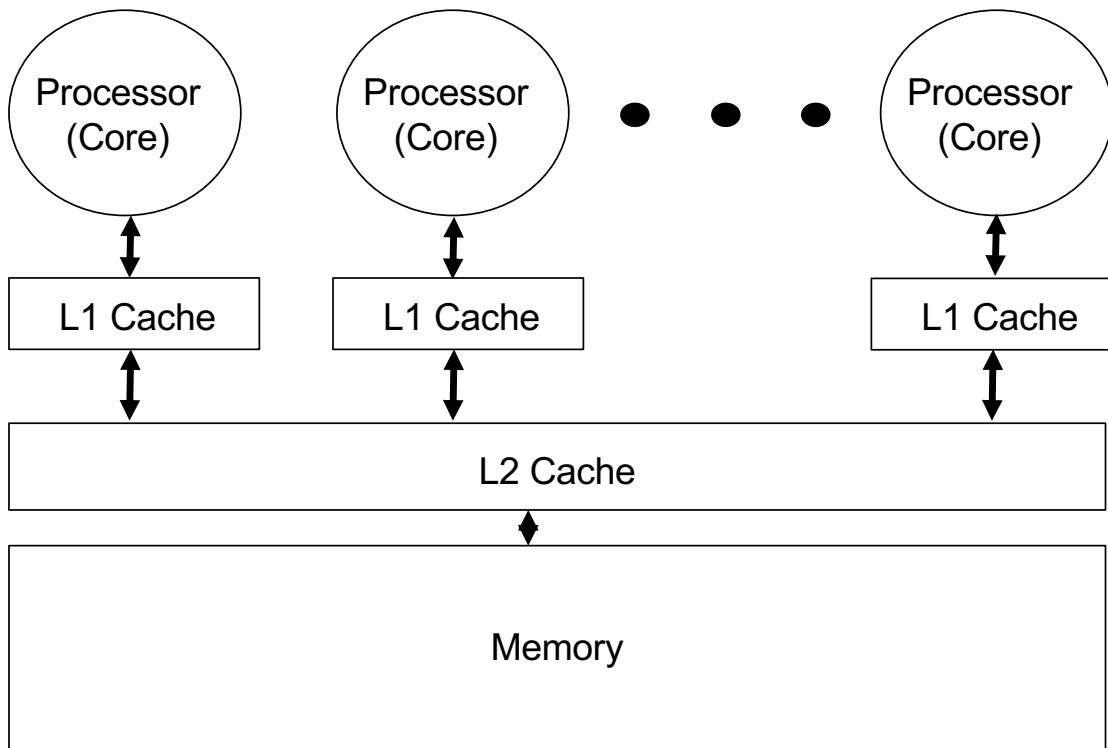 Processor
(Core)
Processor
(Core)
Processor
(Core)
L1 Cache
L1 Cache
L1 Cache
L2 Cache
Memory